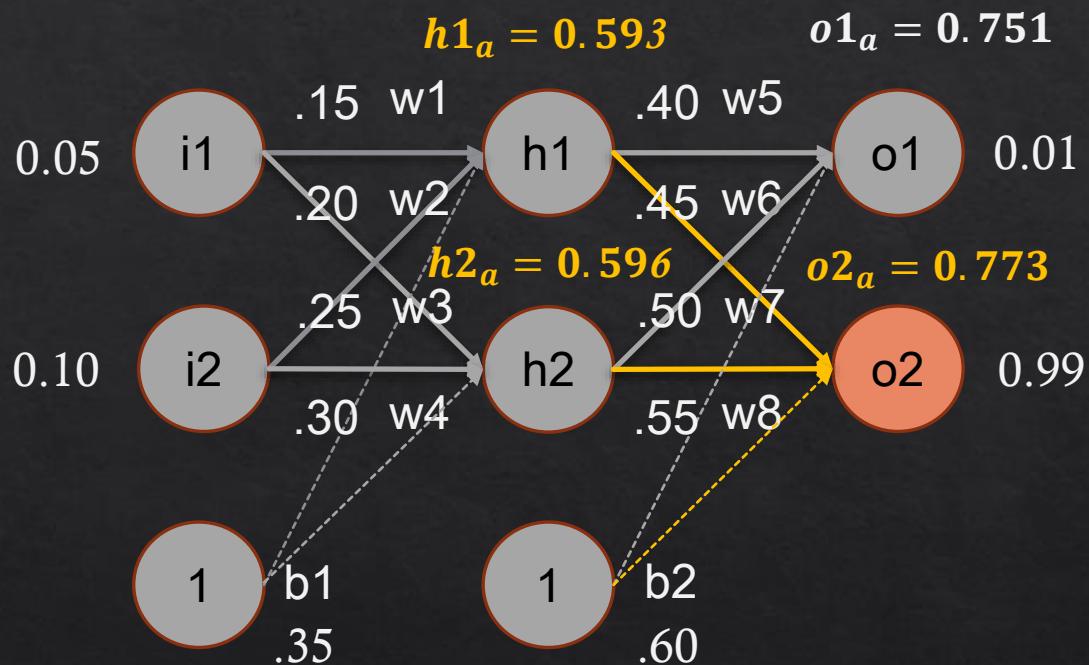 h1ₐ = 0.593 o1ₐ = 0.751
.15 w1 .40 w5
0.05 i1 h1 o1 0.01
.20 w2 .45 w6
h2ₐ = 0.596 o2ₐ = 0.773
.25 w3 .50 w7
0.10 i2 h2 o2 0.99
.30 w4 .55 w8
1 b1 1 b2
.35 .60